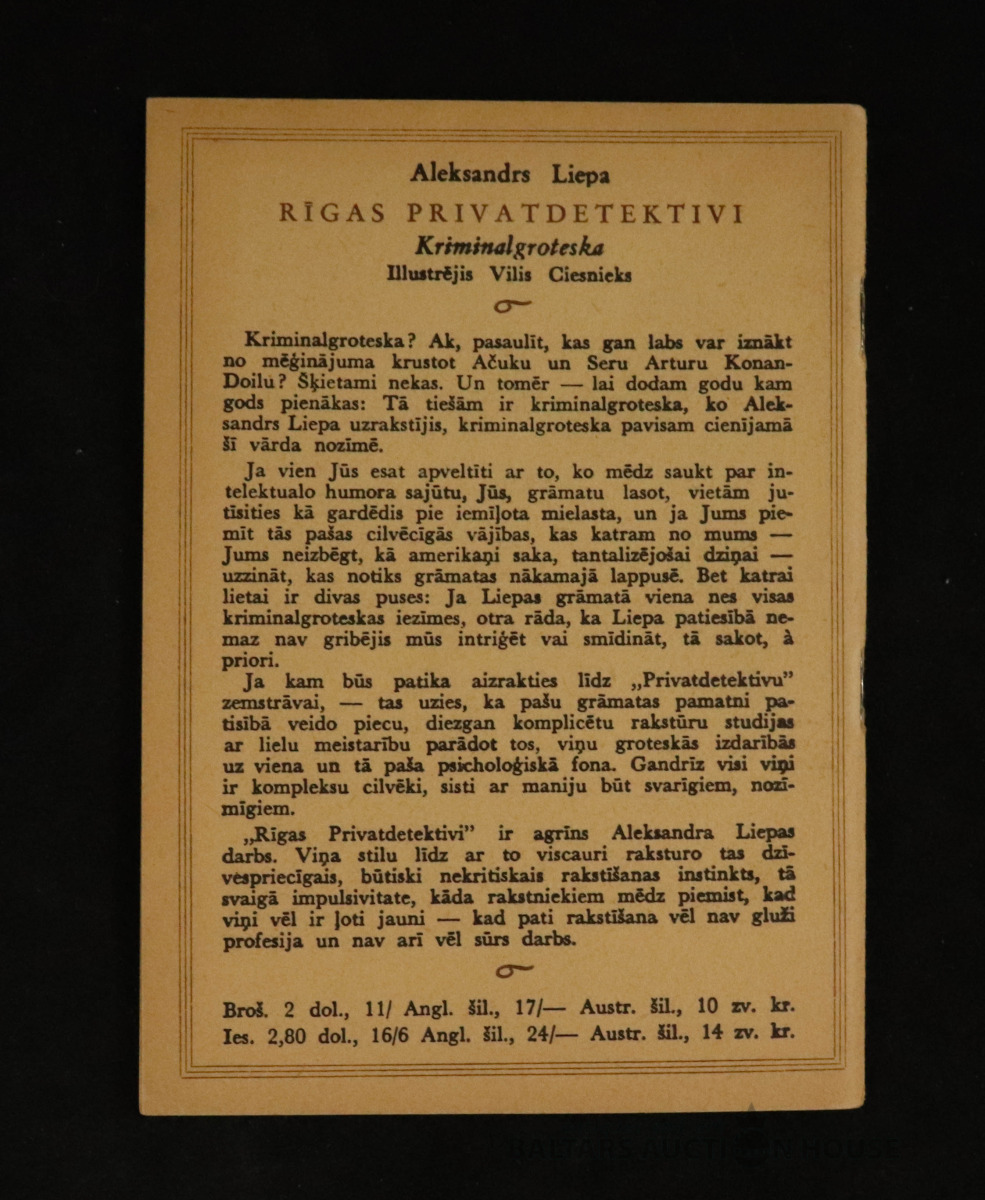 Aleksandrs Liepa
RĪGAS PRIVATDETEKTIVI
Kriminalgroteska
Illustrējis Vilis Ciesnieks
Kriminalgroteska? Ak, pasaulīt, kas gan labs var iznākt
no mēģinājuma krustot Ačuku un Seru Arturu Konan-
Doilu? Šķietami nekas. Un tomēr — lai dodam godu kam
gods pienākas: Tā tiešām ir kriminalgroteska, ko Alek-
sandrs Liepa uzrakstījis, kriminalgroteska pavisam cienījamā
šī vārda nozīmē.
Ja vien Jūs esat apveltīti ar to, ko mēdz saukt par in-
telektualo humora sajūtu, Jūs, grāmatu lasot, vietām ju-
tīsities kā gardēdis pie iemīļota mielasta, un ja Jums pie-
mīt tās pašas cilvēcīgās vājības, kas katram no mums —
Jums neizbēgt, kā amerikaņi saka, tantalizējošai dziņai —
uzzināt, kas notiks grāmatas nākamajā lappusē. Bet katrai
lietai ir divas puses: Ja Liepas grāmatā viena nes visas
kriminalgroteskas iezīmes, otra rāda, ka Liepa patiesībā ne-
maz nav gribējis mūs intriģēt vai smīdināt, tā sakot, à
priori.
Ja kam būs patika aizrakties līdz „Privatdetektivu”
zemstrāvai, — tas uzies, ka pašu grāmatas pamatni pa-
tisībā veido piecu, diezgan komplicētu rakstūru studijas
ar lielu meistarību parādot tos, viņu groteskās izdarībās
uz viena un tā paša psicholoģiskā fona. Gandrīz visi viņi
ir kompleksu cilvēki, sisti ar maniju būt svarīgiem, nozī-
mīgiem.
„Rīgas Privatdetektivi” ir agrīns Aleksandra Liepas
darbs. Viņa stilu līdz ar to viscauri raksturo tas dzī-
vespriecīgais, būtiski nekritiskais rakstīšanas instinkts, tā
svaigā impulsivitate, kāda rakstniekiem mēdz piemist, kad
viņi vēl ir ļoti jauni — kad pati rakstīšana vēl nav gluži
profesija un nav arī vēl sūrs darbs.
Broš. 2 dol., 11/ Angl. šil., 17/— Austr. šil., 10 zv. kr.
Ies. 2,80 dol., 16/6 Angl. šil., 24/— Austr. šil., 14 zv. kr.
BALTARS AUCTION HOUSE